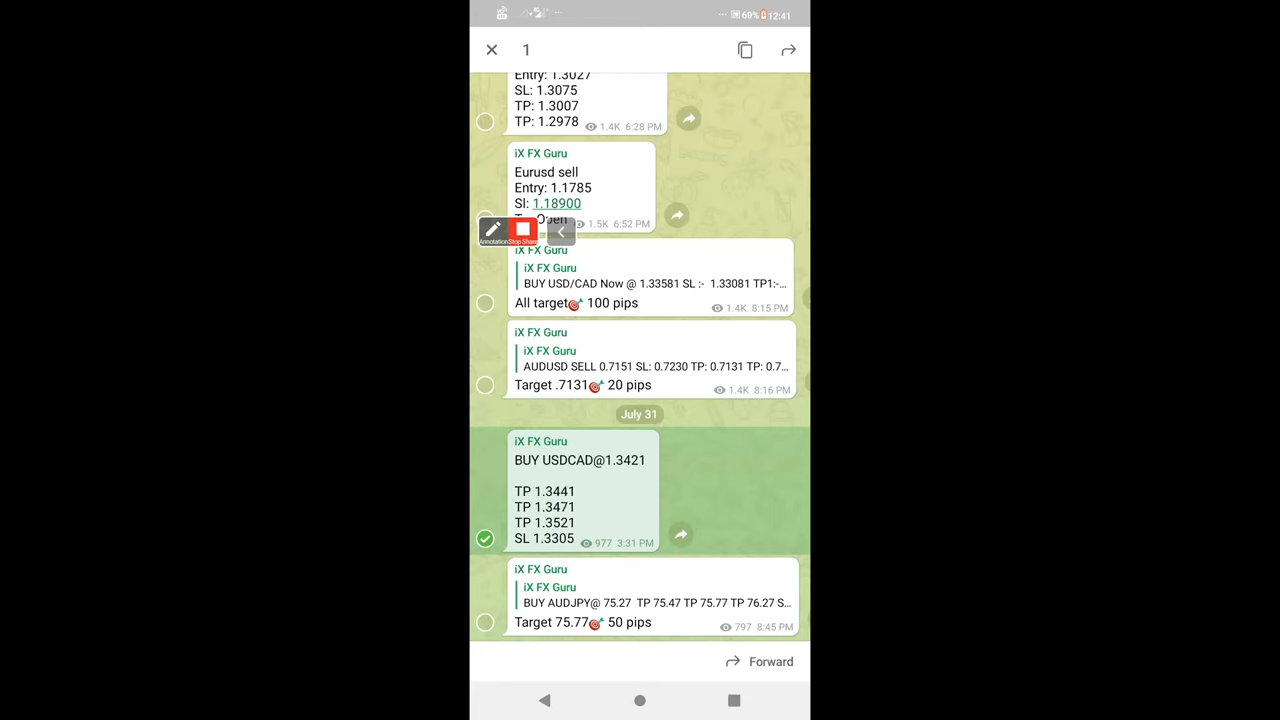 69% 12:41
1
Entry: 1.3027
SL: 1.3075
TP: 1.3007
TP: 1.2978
1.4K 6:28 PM
iX FX Guru
Eurusd sell
Entry: 1.1785
Sl: 1.18900
Open
1.5K 6:52 PM
Annotation Stop Share
iX FX Guru
iX FX Guru
BUY USD/CAD Now @ 1.33581 SL :- 1.33081 TP1:-...
All target🎯 100 pips
1.4K 8:15 PM
iX FX Guru
iX FX Guru
AUDUSD SELL 0.7151 SL: 0.7230 TP: 0.7131 TP: 0.7...
Target .7131🎯 20 pips
1.4K 8:16 PM
July 31
iX FX Guru
BUY USDCAD@1.3421
TP 1.3441
TP 1.3471
TP 1.3521
SL 1.3305
977 3:31 PM
iX FX Guru
iX FX Guru
BUY AUDJPY@ 75.27 TP 75.47 TP 75.77 TP 76.27 S...
Target 75.77🎯 50 pips
797 8:45 PM
Forward